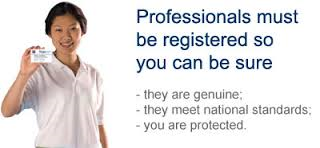 Professionals must
be registered so
you can be sure
- they are genuine;
- they meet national standards;
- you are protected.